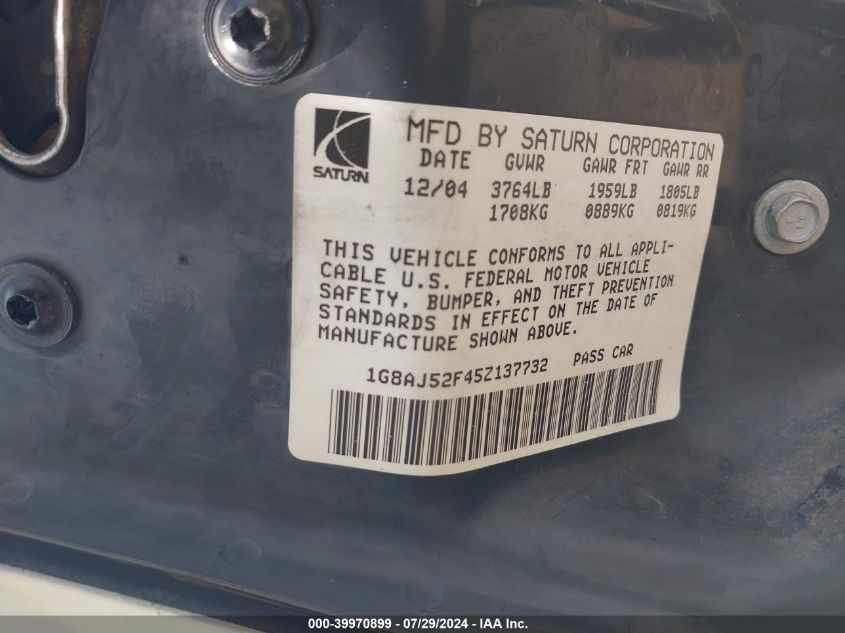 SATURN
MFD BY SATURN CORPORATION
DATE GVWR GAWR FRT GAWR RR
12/04 3764LB 1959LB 1805LB
1708KG 0889KG 0819KG
THIS VEHICLE CONFORMS TO ALL APPLI-
CABLE U.S. FEDERAL MOTOR VEHICLE
SAFETY, BUMPER, AND THEFT PREVENTION
STANDARDS IN EFFECT ON THE DATE OF
MANUFACTURE SHOWN ABOVE.
1G8AJ52F45Z137732 PASS CAR
000-39970899 - 07/29/2024 - IAA Inc.